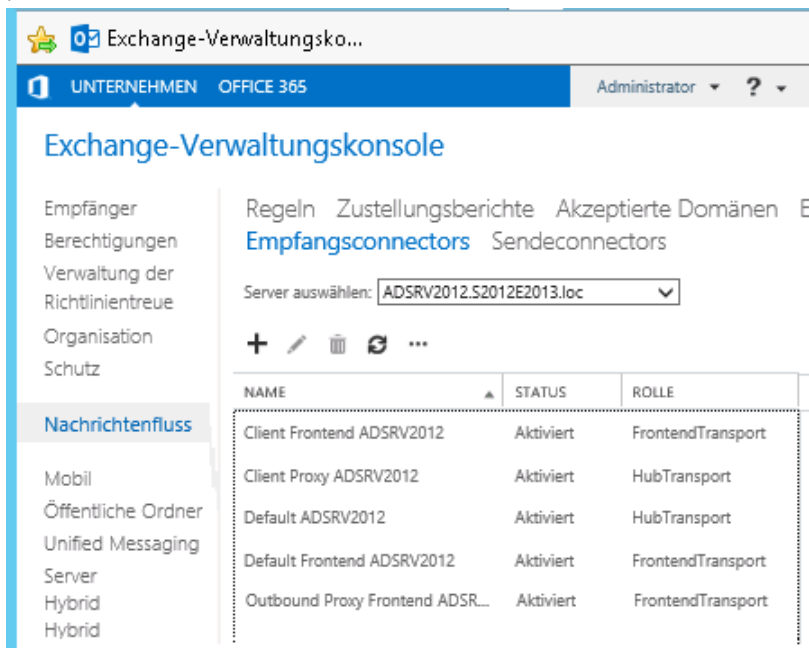 Exchange-Verwaltungsko...
UNTERNEHMEN OFFICE 365 Administrator ?
Exchange-Verwaltungskonsole
Empfänger
Berechtigungen
Verwaltung der
Richtlinientreue
Organisation
Schutz
Nachrichtenfluss
Mobil
Öffentliche Ordner
Unified Messaging
Server
Hybrid
Hybrid
Regeln Zustellungsberichte Akzeptierte Domänen
Empfangsconnectors Sendeconnectors
Server auswählen: ADSRV2012.S2012E2013.loc
NAME STATUS ROLLE
Client Frontend ADSRV2012 Aktiviert FrontendTransport
Client Proxy ADSRV2012 Aktiviert HubTransport
Default ADSRV2012 Aktiviert HubTransport
Default Frontend ADSRV2012 Aktiviert FrontendTransport
Outbound Proxy Frontend ADSR... Aktiviert FrontendTransport